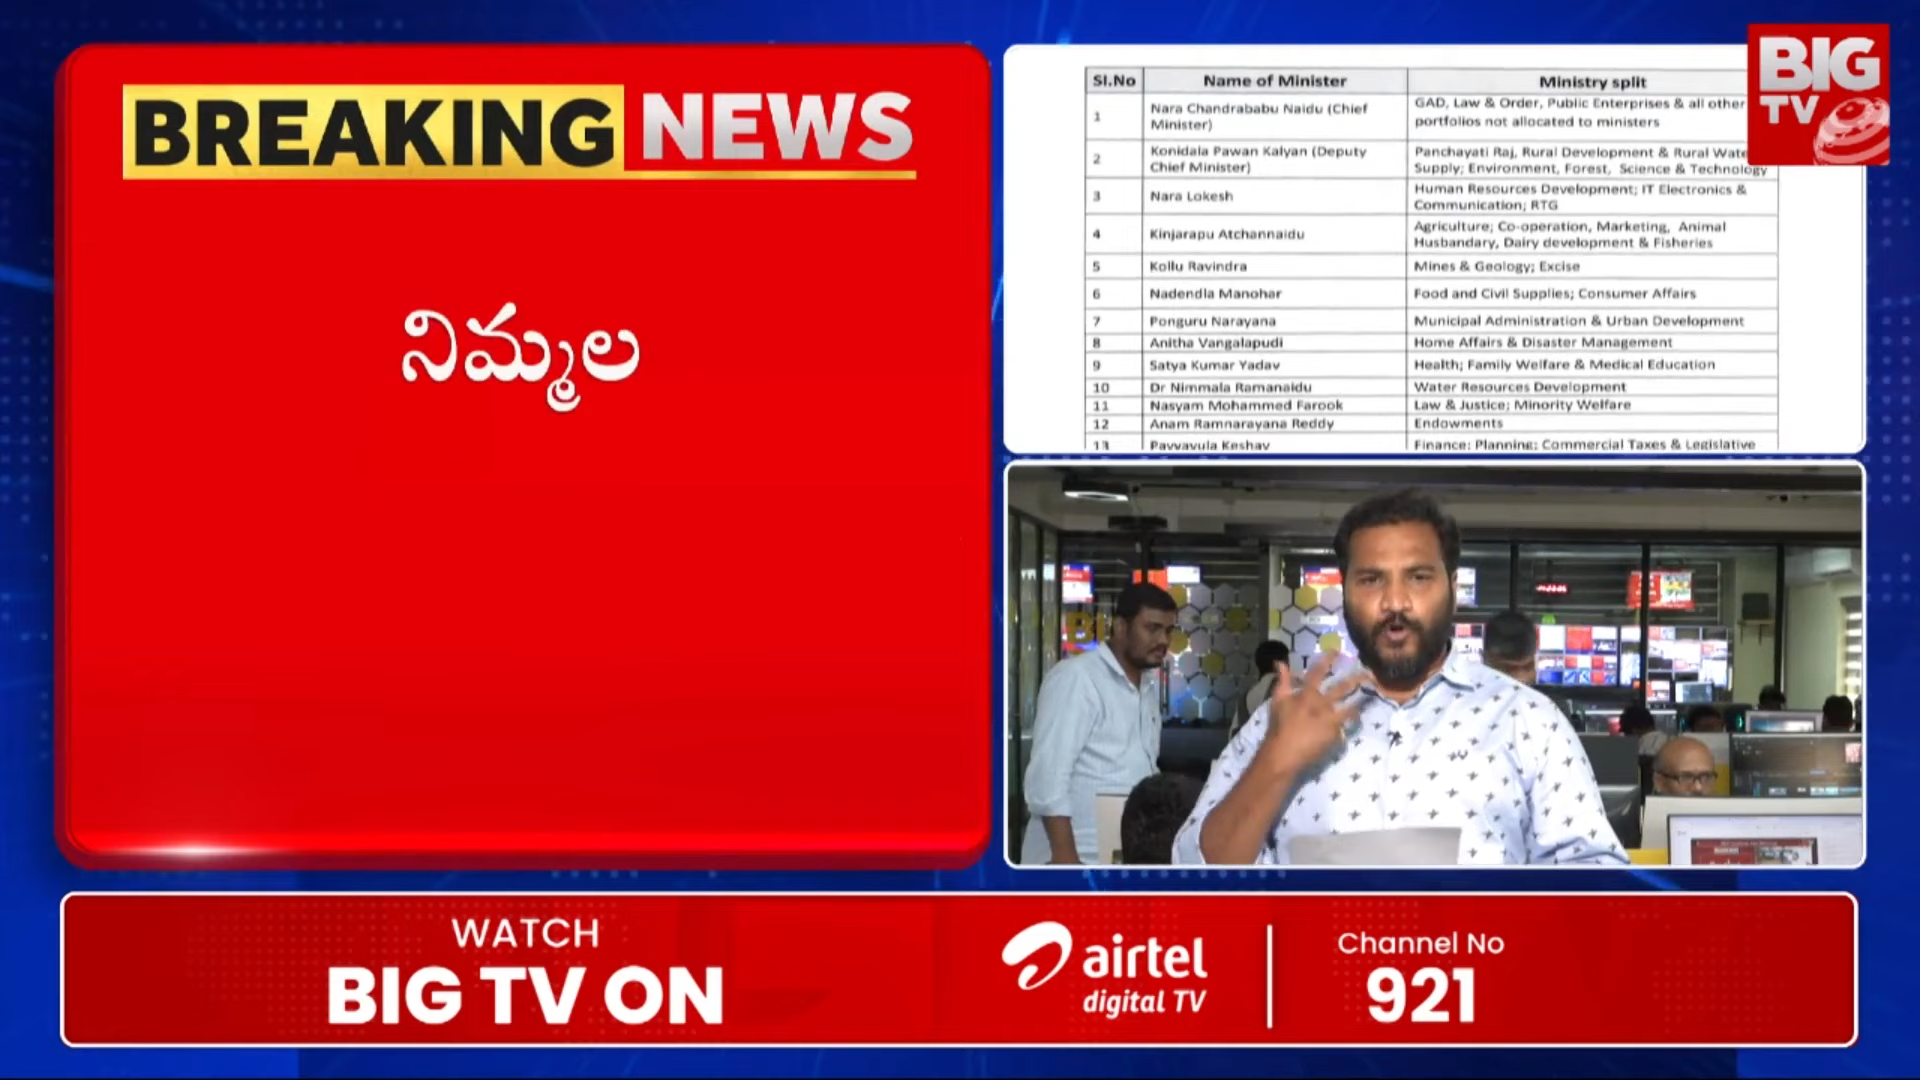 BREAKING NEWS
నిమ్మల
Sl.No Name of Minister Ministry split
1 Nara Chandrababu Naidu (Chief Minister) GAD, Law & Order, Public Enterprises & all other portfolios not allocated to ministers
2 Konidala Pawan Kalyan (Deputy Chief Minister) Panchayati Raj, Rural Development & Rural Wate Supply; Environment, Forest, Science & Technology
3 Nara Lokesh Human Resources Development; IT Electronics & Communication; RTG
4 Kinjarapu Atchannaidu Agriculture; Co-operation, Marketing, Animal Husbandary, Dairy development & Fisheries
5 Kollu Ravindra Mines & Geology; Excise
6 Nadendla Manohar Food and Civil Supplies; Consumer Affairs
7 Ponguru Narayana Municipal Administration & Urban Development
8 Anitha Vangalapudi Home Affairs & Disaster Management
9 Satya Kumar Yadav Health; Family Welfare & Medical Education
10 Dr Nimmala Ramanaidu Water Resources Development
11 Nasyam Mohammed Farook Law & Justice; Minority Welfare
12 Anam Ramnarayana Reddy Endowments
13 Payyavula Keshav Finance; Planning; Commercial Taxes & Legislative
BIG
TV
WATCH
BIG TV ON
airtel
digital TV
Channel No
921